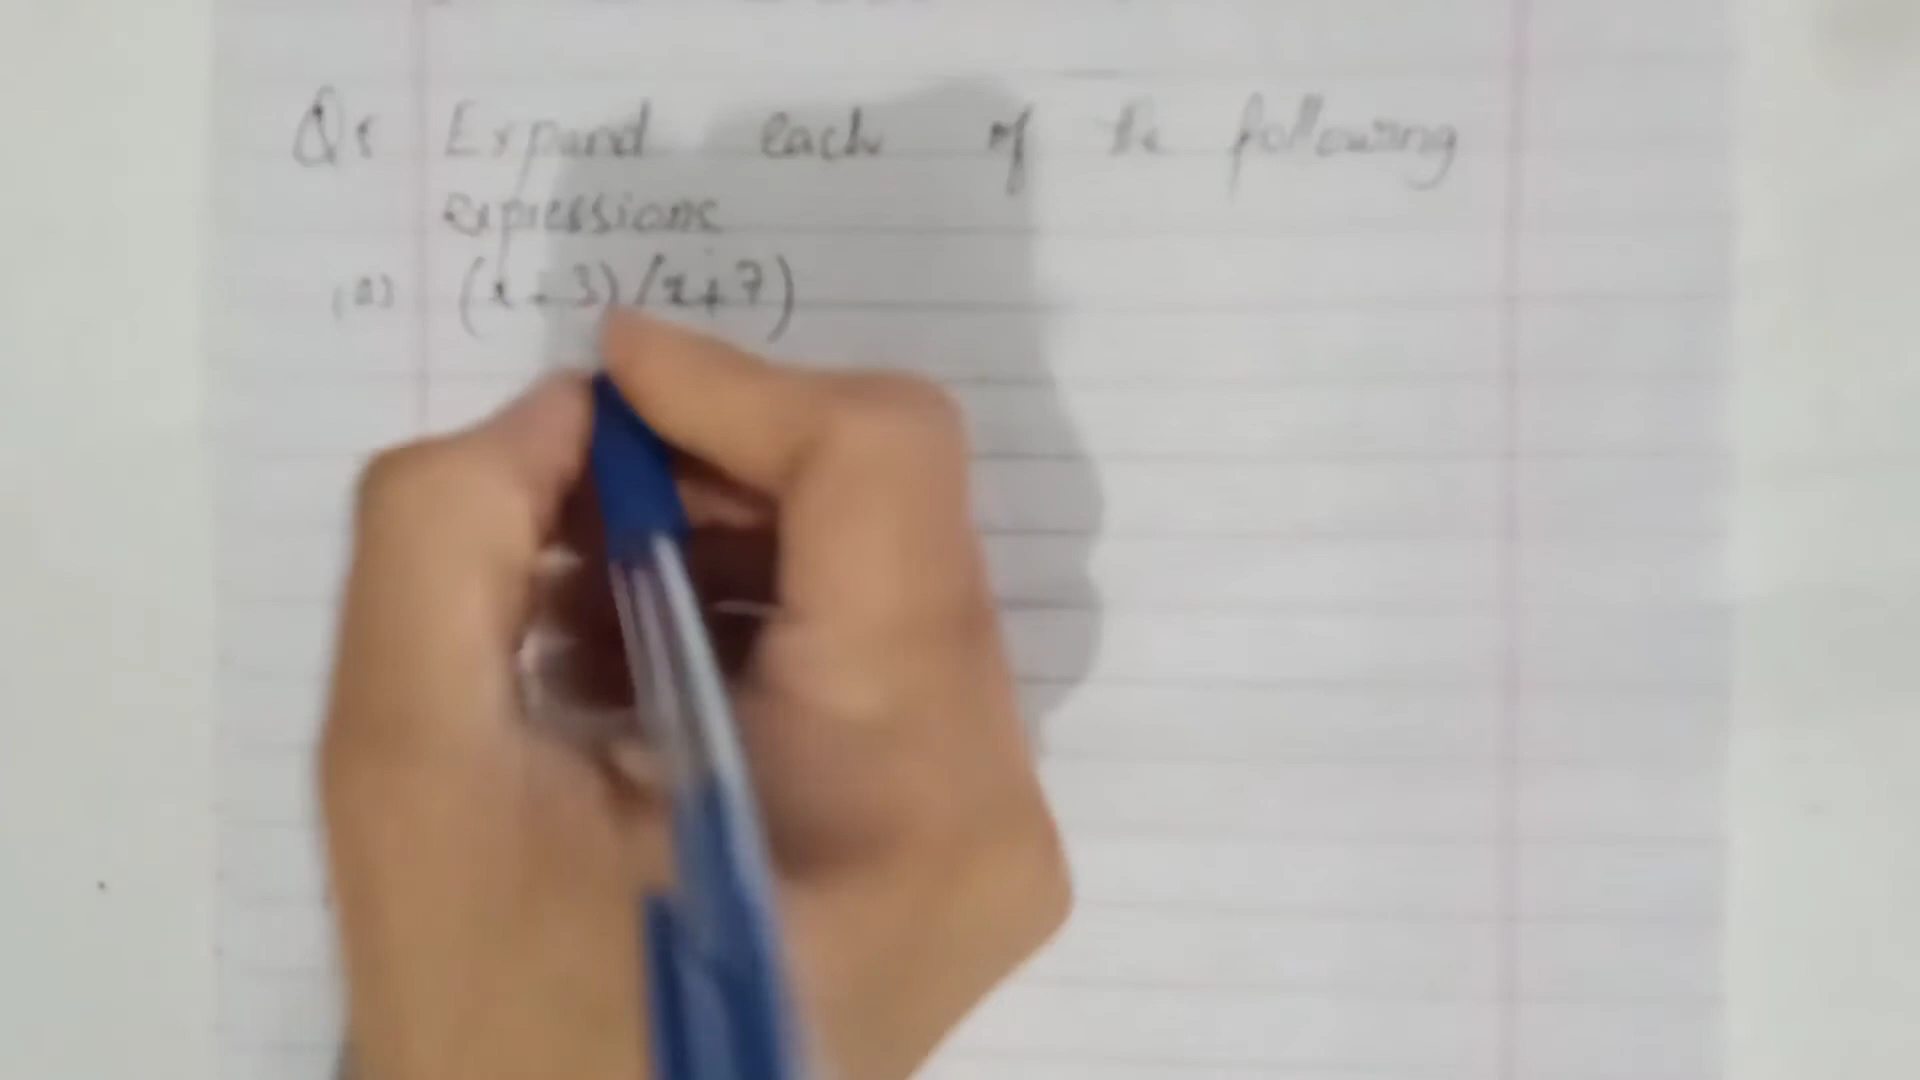 Q1 Expand each of the following
expressions
(a) (x+3)(x+7)